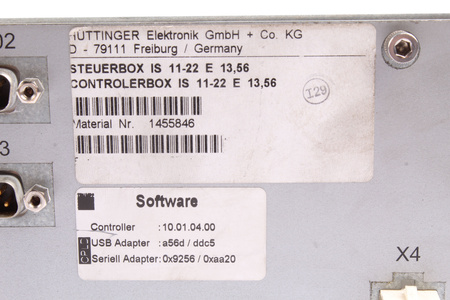 02
HÜTTINGER Elektronik GmbH + Co. KG
D - 79111 Freiburg / Germany
STEUERBOX IS 11-22 E 13,56
CONTROLERBOX IS 11-22 E 13,56
I29
Material Nr. 1455846
3
Software
Controller : 10.01.04.00
USB Adapter : a56d / ddc5
Seriell Adapter: 0x9256 / 0xaa20
X4